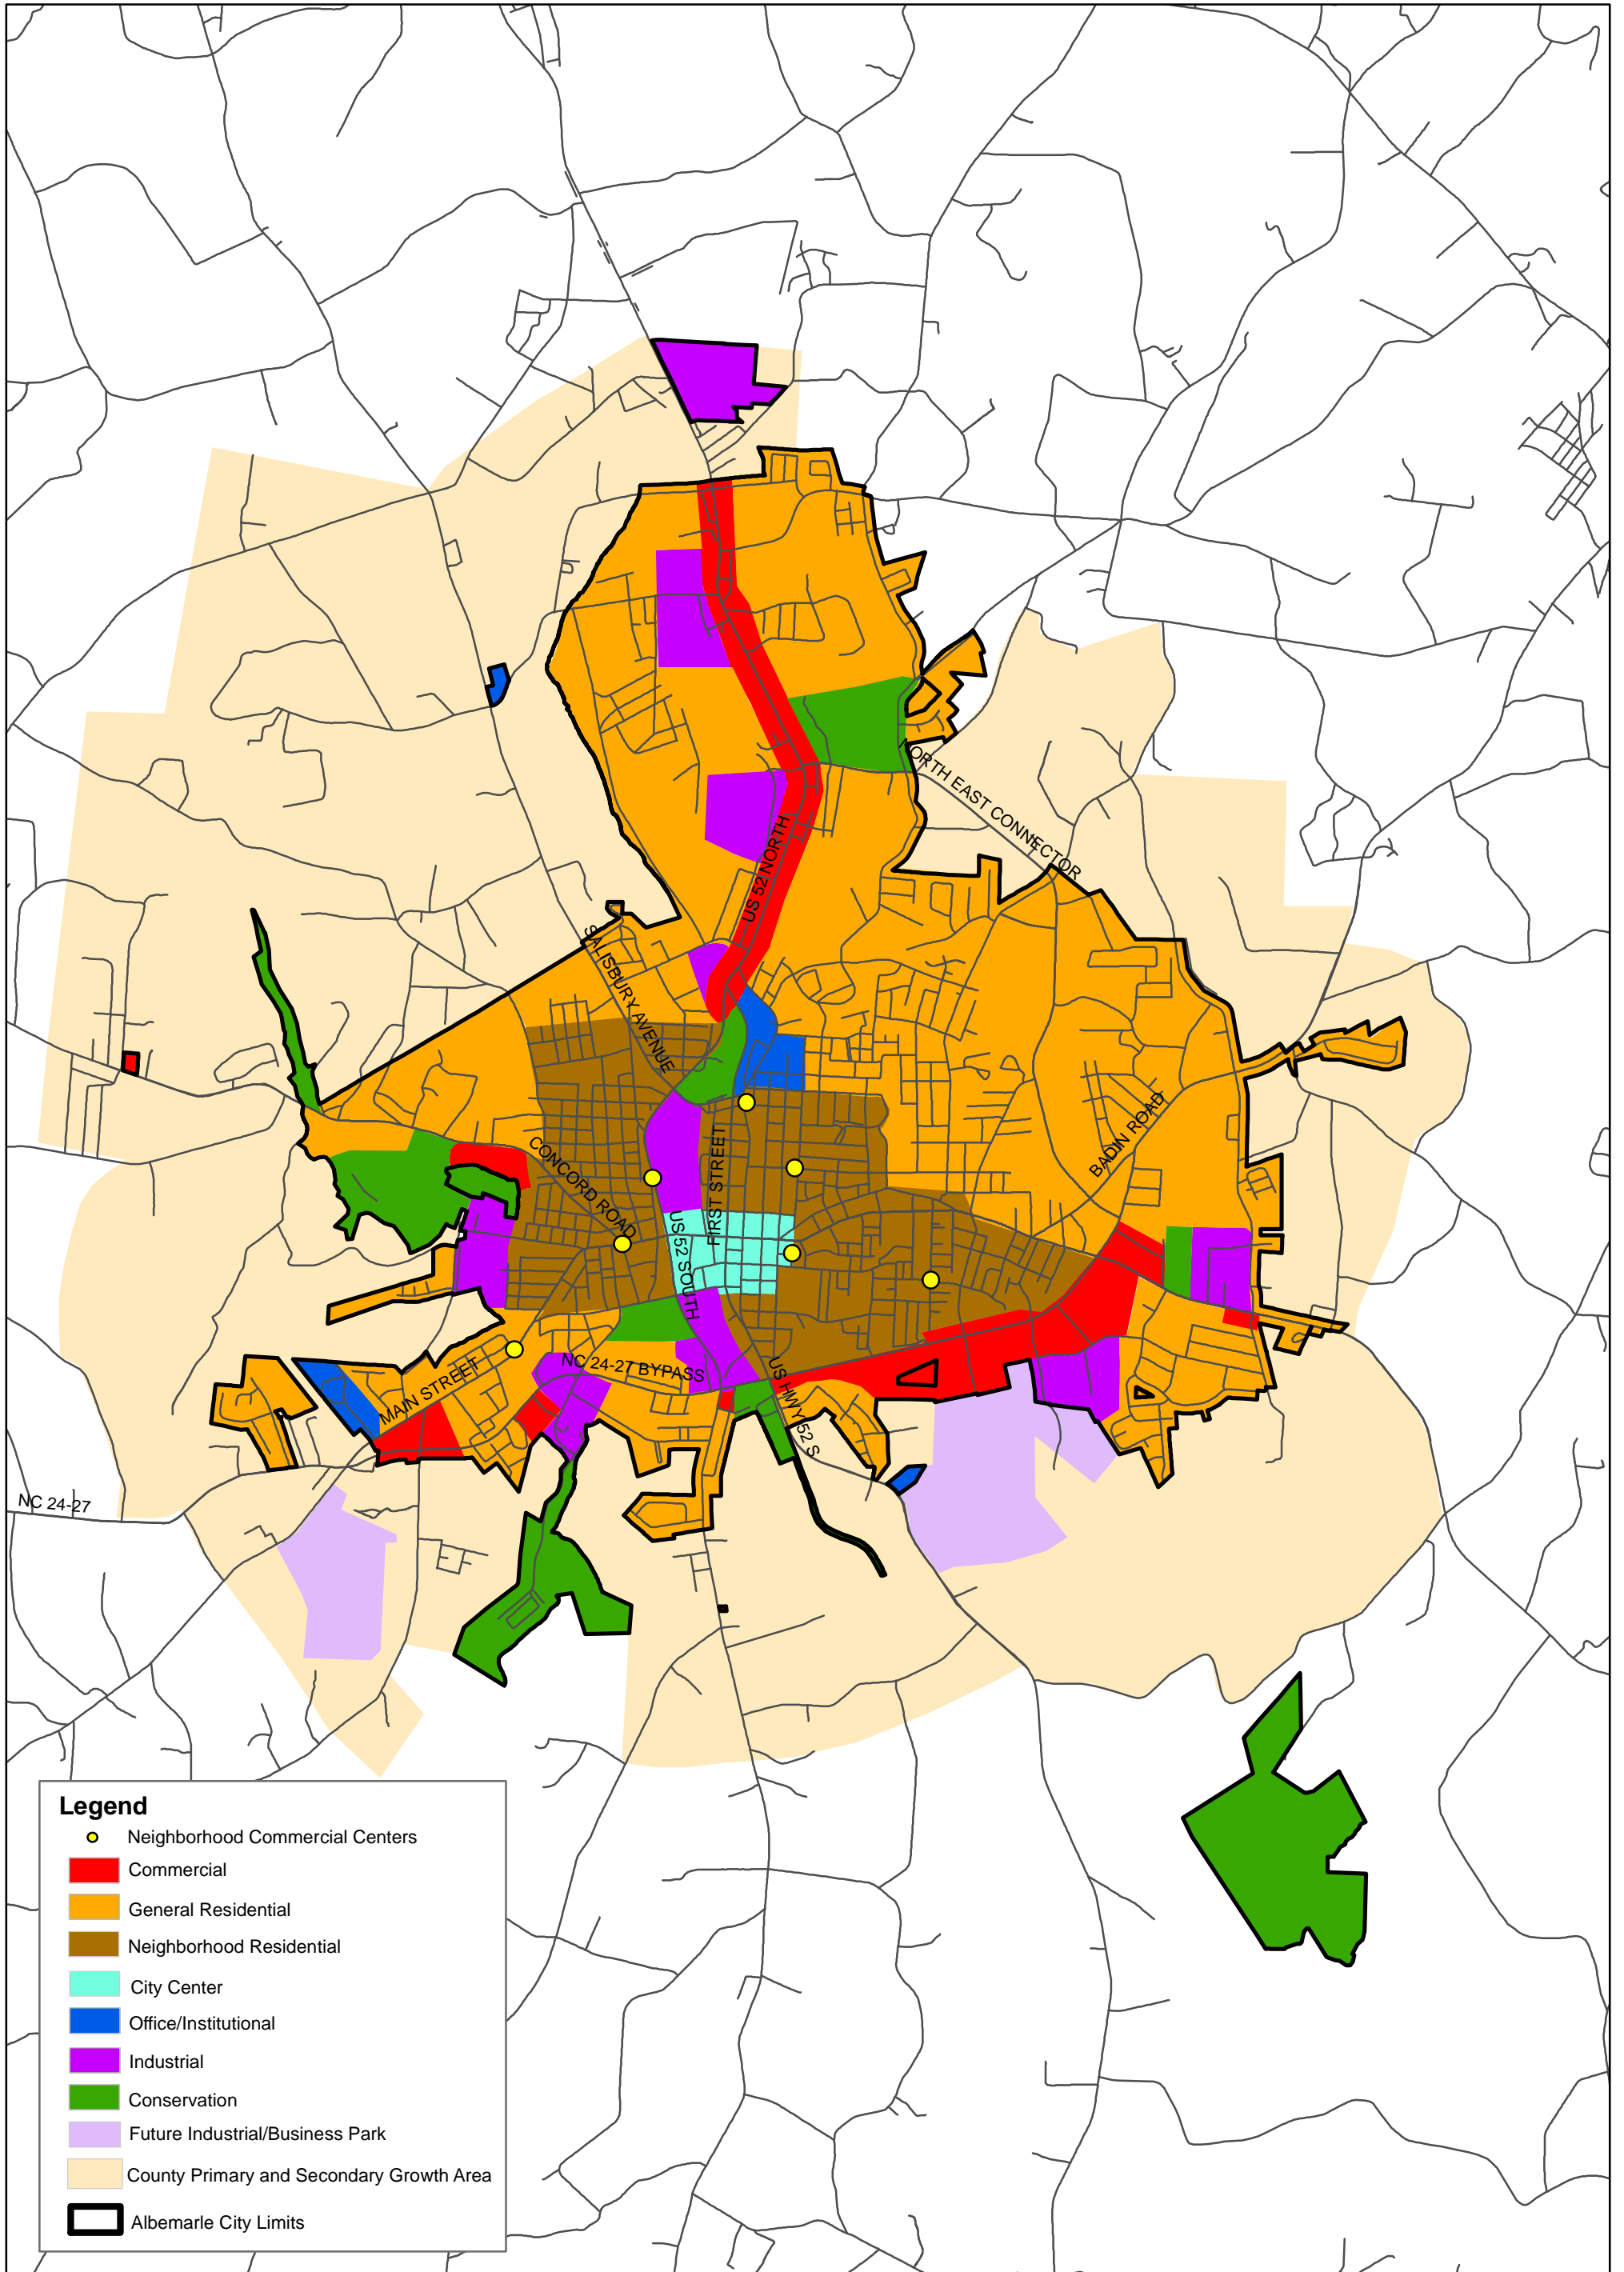 NORTH EAST CONNECTOR
US 52 NORTH
SALISBURY AVENUE
BADIN ROAD
CONCORD ROAD
FIRST STREET
US 52 SOUTH
NC 24-27 BYPASS
MAIN STREET
US HWY 52 S
NC 24-27
Legend
Neighborhood Commercial Centers
Commercial
General Residential
Neighborhood Residential
City Center
Office/Institutional
Industrial
Conservation
Future Industrial/Business Park
County Primary and Secondary Growth Area
Albemarle City Limits